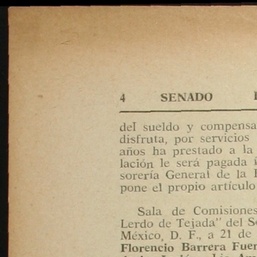 4 SENADO
del sueldo y compensa
disfruta, por servicios
años ha prestado a la
lación le será pagada
sorería General de la
pone el propio artículo
Sala de Comisiones
Lerdo de Tejada" del
México, D. F., a 21 de
Florencio Barrera Fuen